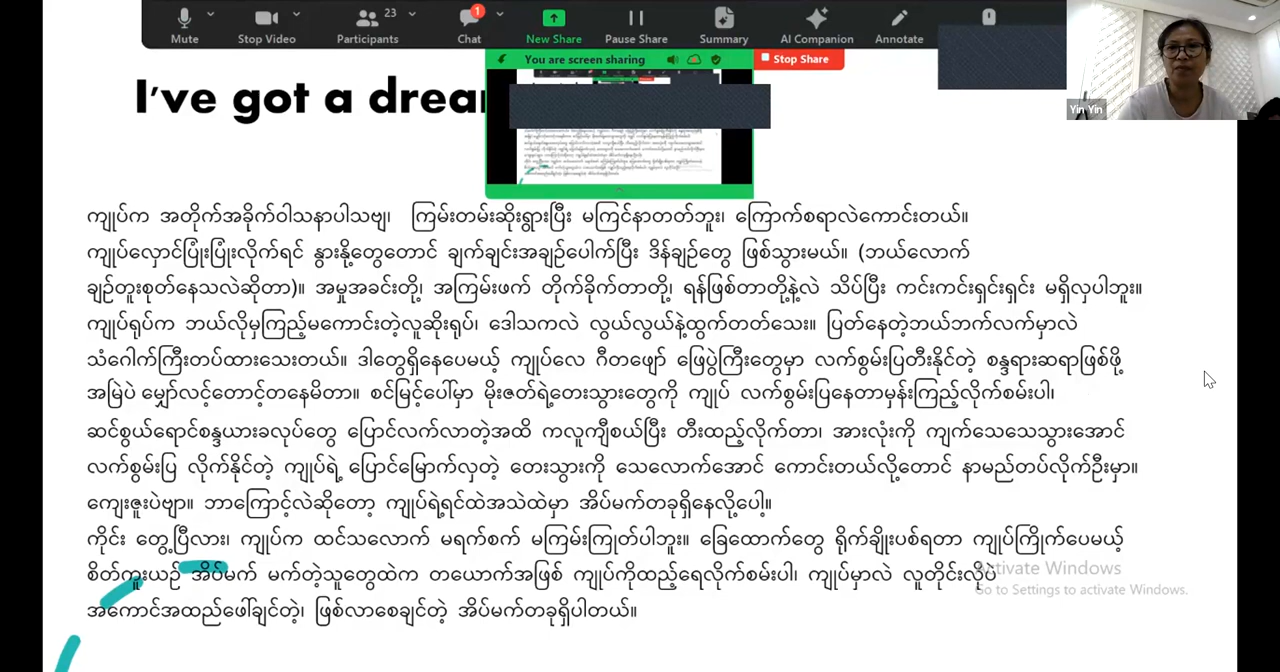 Mute
Stop Video
Participants
23
Chat
1
New Share
Pause Share
Summary
AI Companion
Annotate
You are screen sharing
Stop Share
Yin Yin
I've got a
ကျုပ်က အတိုက်အခိုက်ဝါသနာပါသဗျ၊ ကြမ်းတမ်းဆိုးရွားပြီး မကြင်နာတတ်ဘူး၊ ကြောက်စရာလဲကောင်းတယ်။
ကျုပ်လှောင်ပြုံးပြုံးလိုက်ရင် နွားနို့တွေတောင် ချက်ချင်းအချဉ်ပေါက်ပြီး ဒိန်ချဉ်တွေ ဖြစ်သွားမယ်။ (ဘယ်လောက်
ချဉ်တူးစုတ်နေသလဲဆိုတာ)။ အမှုအခင်းတို့၊ အကြမ်းဖက် တိုက်ခိုက်တာတို့၊ ရန်ဖြစ်တာတို့နဲ့လဲ သိပ်ပြီး ကင်းကင်းရှင်းရှင်း မရှိလှပါဘူး။
ကျုပ်ရုပ်က ဘယ်လိုမှကြည့်မကောင်းတဲ့လူဆိုးရုပ်၊ ဒေါသကလဲ လွယ်လွယ်နဲ့ထွက်တတ်သေး။ ပြတ်နေတဲ့ဘယ်ဘက်လက်မှာလဲ
သံငေါက်ကြီးတပ်ထားသေးတယ်။ ဒါတွေရှိနေပေမယ့် ကျုပ်လေ ဂီတဖျော် ဖြေပွဲကြီးတွေမှာ လက်စွမ်းပြတီးနိုင်တဲ့ စန္ဒရားဆရာဖြစ်ဖို့
အမြဲပဲ မျှော်လင့်တောင့်တနေမိတာ။ စင်မြင့်ပေါ်မှာ မိုးဇတ်ရဲ့တေးသွားတွေကို ကျုပ် လက်စွမ်းပြနေတာမှန်းကြည့်လိုက်စမ်းပါ၊
ဆင်စွယ်ရောင်စန္ဒယားခလုပ်တွေ ပြောင်လက်လာတဲ့အထိ ကလူကျီစယ်ပြီး တီးထည့်လိုက်တာ၊ အားလုံးကို ကျက်သေသေသွားအောင်
လက်စွမ်းပြ လိုက်နိုင်တဲ့ ကျုပ်ရဲ့ ပြောင်မြောက်လှတဲ့ တေးသွားကို သေလောက်အောင် ကောင်းတယ်လို့တောင် နာမည်တပ်လိုက်ဦးမှာ။
ကျေးဇူးပဲဗျာ။ ဘာကြောင့်လဲဆိုတော့ ကျုပ်ရဲ့ရင်ထဲအသဲထဲမှာ အိပ်မက်တခုရှိနေလို့ပေါ့။
ကိုင်း တွေ့ပြီလား၊ ကျုပ်က ထင်သလောက် မရက်စက် မကြမ်းကြုတ်ပါဘူး။ ခြေထောက်တွေ ရိုက်ချိုးပစ်ရတာ ကျုပ်ကြိုက်ပေမယ့်
စိတ်ကူးယဉ် အိပ်မက် မက်တဲ့သူတွေထဲက တယောက်အဖြစ် ကျုပ်ကိုထည့်ရေလိုက်စမ်းပါ၊ ကျုပ်မှာလဲ လူတိုင်းလိုပဲ
အကောင်အထည်ဖေါ်ချင်တဲ့၊ ဖြစ်လာစေချင်တဲ့ အိပ်မက်တခုရှိပါတယ်။
Activate Windows
Go to Settings to activate Windows.